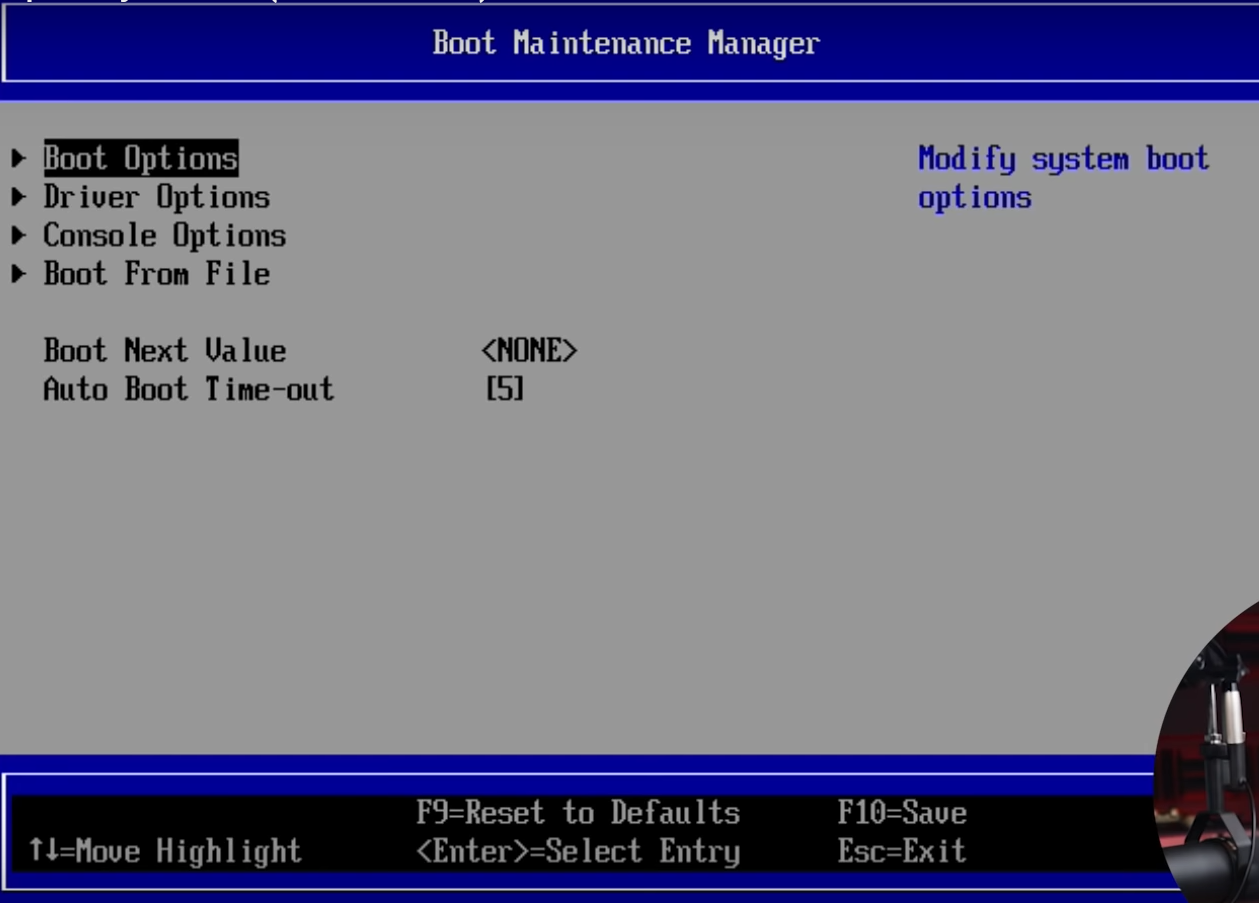 Boot Maintenance Manager
Boot Options
Modify system boot
Driver Options
options
Console Options
Boot From File
Boot Next Value <NONE>
Auto Boot Time-out [5]
F9=Reset to Defaults F10=Save
↑↓=Move Highlight <Enter>=Select Entry Esc=Exit